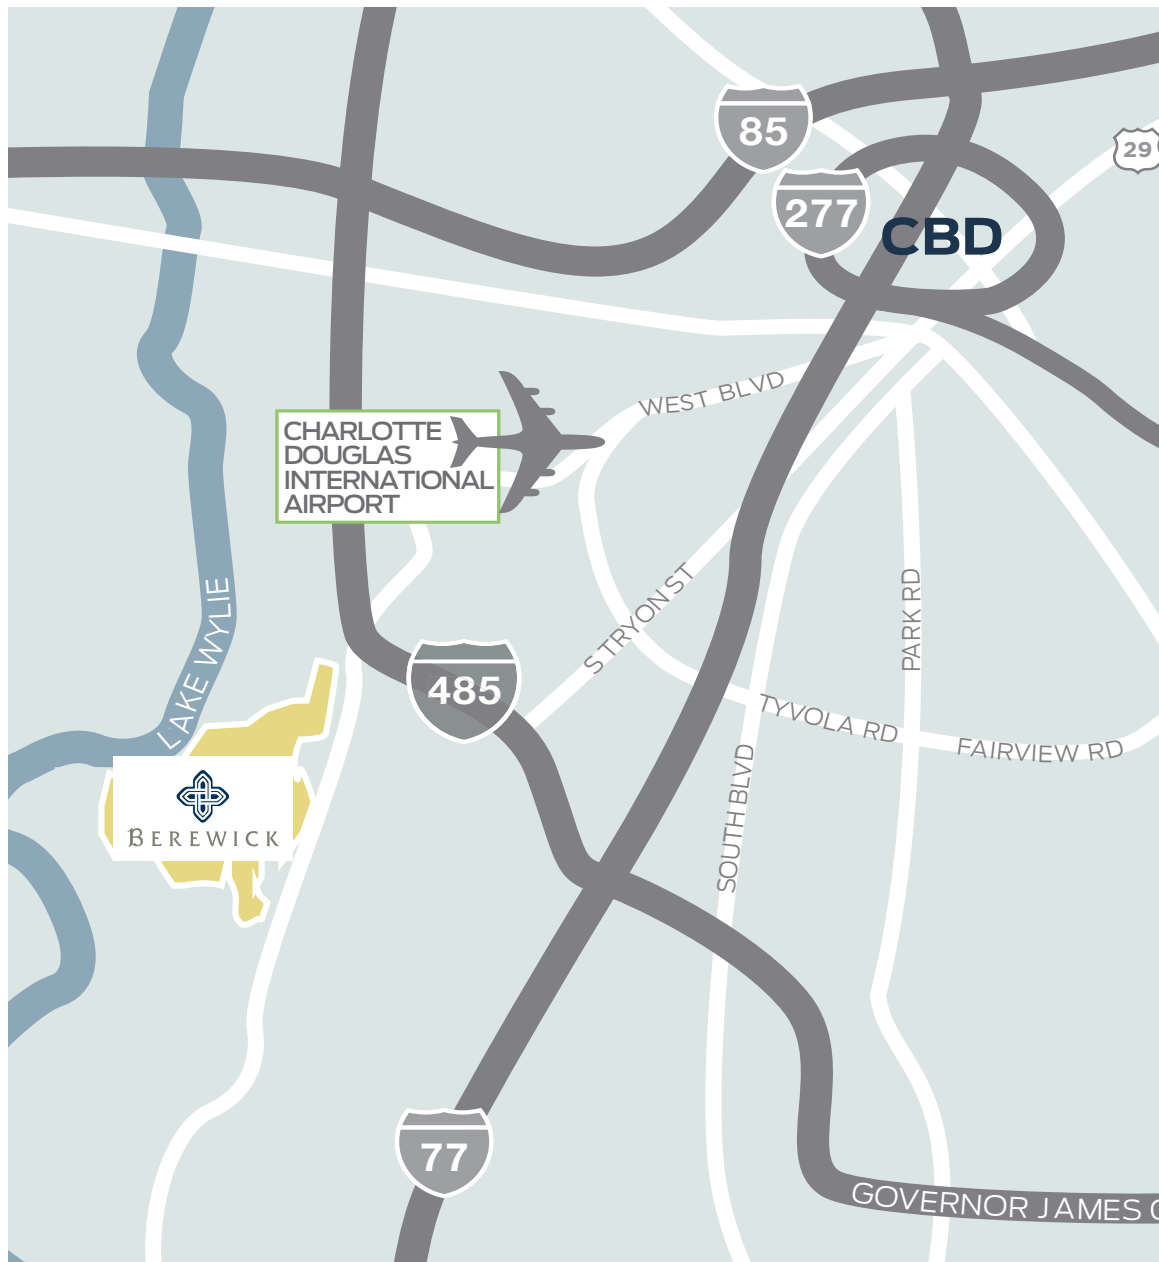 85
29
277
CBD
WEST BLVD
CHARLOTTE
DOUGLAS
INTERNATIONAL
AIRPORT
LAKE WYLIE
S TRYON ST
PARK RD
485
TYVOLA RD
FAIRVIEW RD
SOUTH BLVD
BEREWICK
77
GOVERNOR JAMES